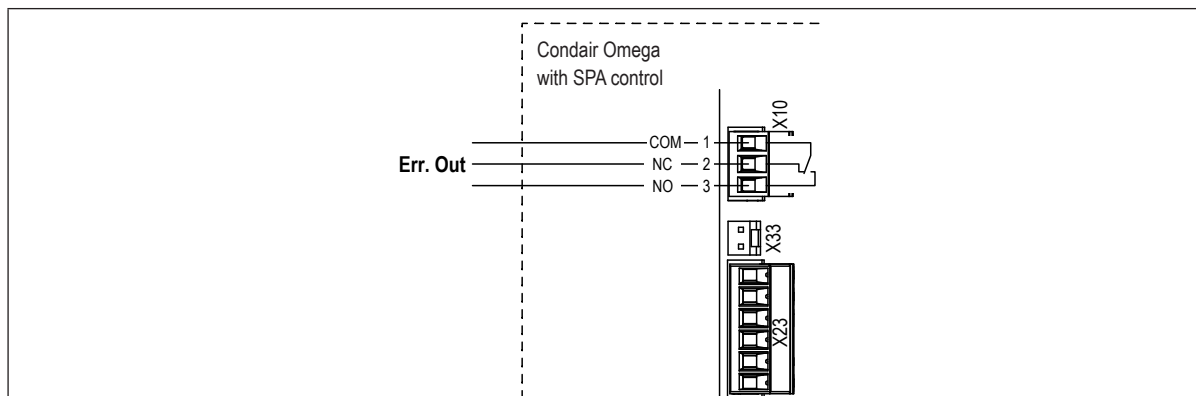 Condair Omega
with SPA control
X10
COM 1
Err. Out NC 2
NO 3
X33
X23